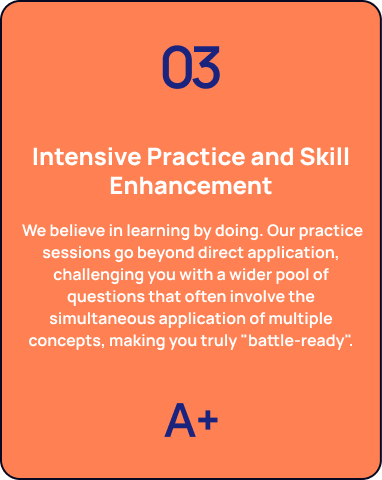 03
Intensive Practice and Skill
Enhancement
We believe in learning by doing. Our practice
sessions go beyond direct application,
challenging you with a wider pool of
questions that often involve the
simultaneous application of multiple
concepts, making you truly "battle-ready".
A+